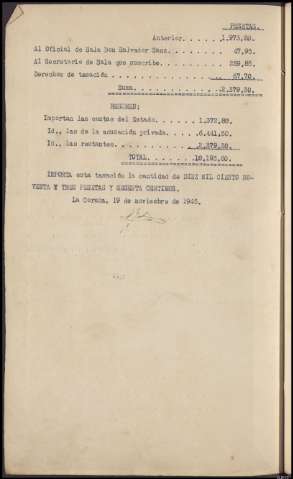 PESETAS.
Anterior......1.973,80.
Al Oficial de Sala Don Salvador Sanz......... 47,95.
Al Secretario de Sala que suscribe.......... 289,85.
Derechos de tasación ................... 67,70.
Suma............2.379,30.
RESUMEN:
Importan las costas del Estado...... 1.372,80.
Id., las de la acusación privada..... 6.441,50.
Id., las restantes............ 2.379,30.
TOTAL........ 10.193,60.
IMPORTA esta tasación la cantidad de DIEZ MIL CIENTO NO-
VENTA Y TRES PESETAS Y SESENTA CENTIMOS.
La Coruña, 19 de noviembre de 1945.